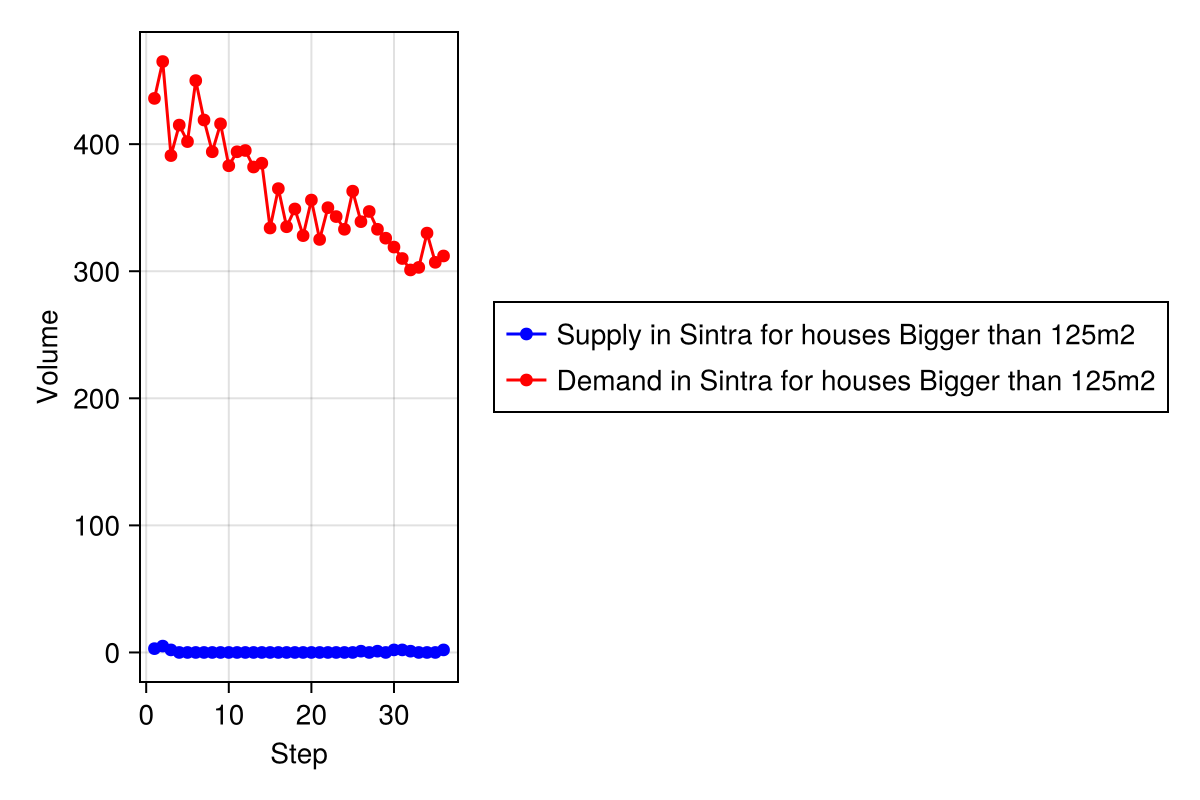 400
300
200
100
0
Volume
0 10 20 30
Step
Supply in Sintra for houses Bigger than 125m2
Demand in Sintra for houses Bigger than 125m2